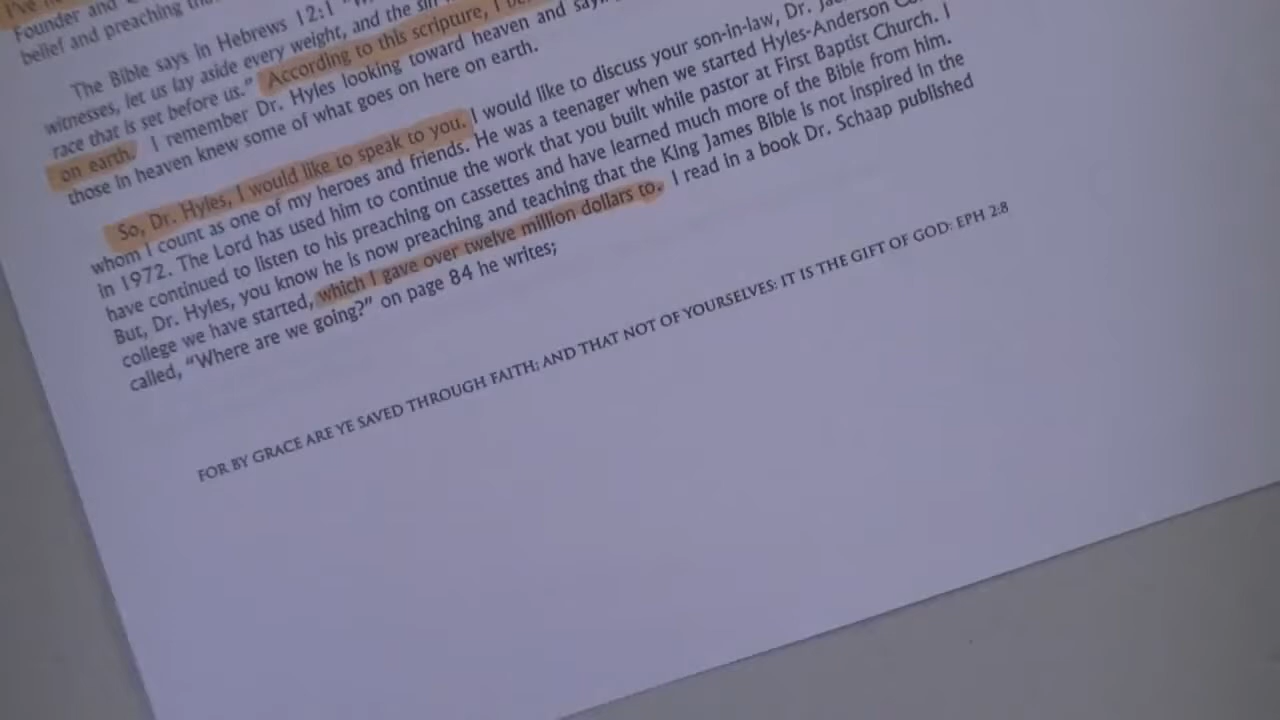 I've
Founder and
belief and preaching
The Bible says in Hebrews 12:1
witnesses, let us lay aside every weight, and the sin
race that is set before us." According to this scripture, I
on earth. I remember Dr. Hyles looking toward heaven and
those in heaven knew some of what goes on here on earth.
So, Dr. Hyles, I would like to speak to you. I would like to discuss your son-in-law, Dr.
whom I count as one of my heroes and friends. He was a teenager when we started Hyles-Anderson
in 1972. The Lord has used him to continue the work that you built while pastor at First Baptist Church. I
have continued to listen to his preaching on cassettes and have learned much more of the Bible from him.
But, Dr. Hyles, you know he is now preaching and teaching that the King James Bible is not inspired in the
college we have started, which I gave over twelve million dollars to. I read in a book Dr. Schaap published
called, "Where are we going?" on page 84 he writes;
FOR BY GRACE ARE YE SAVED THROUGH FAITH; AND THAT NOT OF YOURSELVES: IT IS THE GIFT OF GOD: EPH 2:8